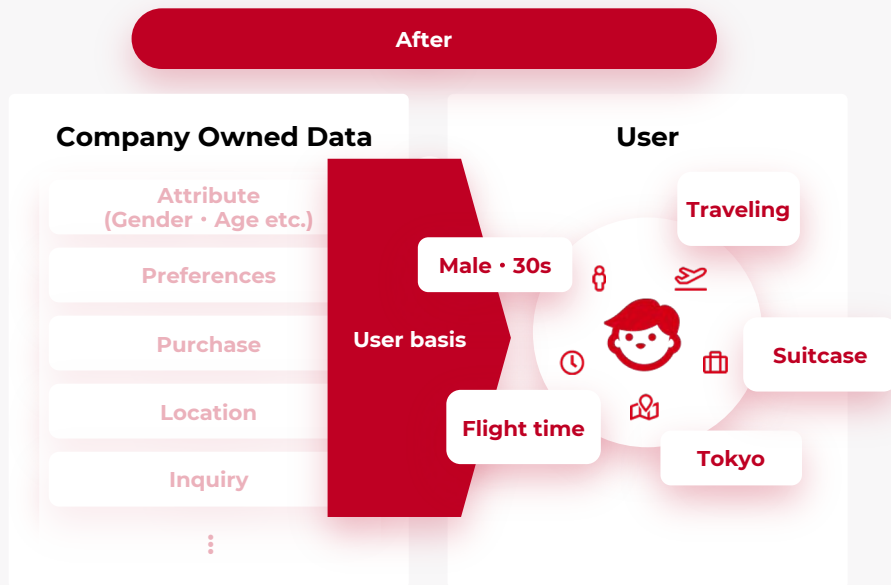 After
Company Owned Data
Attribute
(Gender・Age etc.)
Preferences
Purchase
Location
Inquiry
User basis
User
Traveling
Male・30s
Suitcase
Flight time
Tokyo